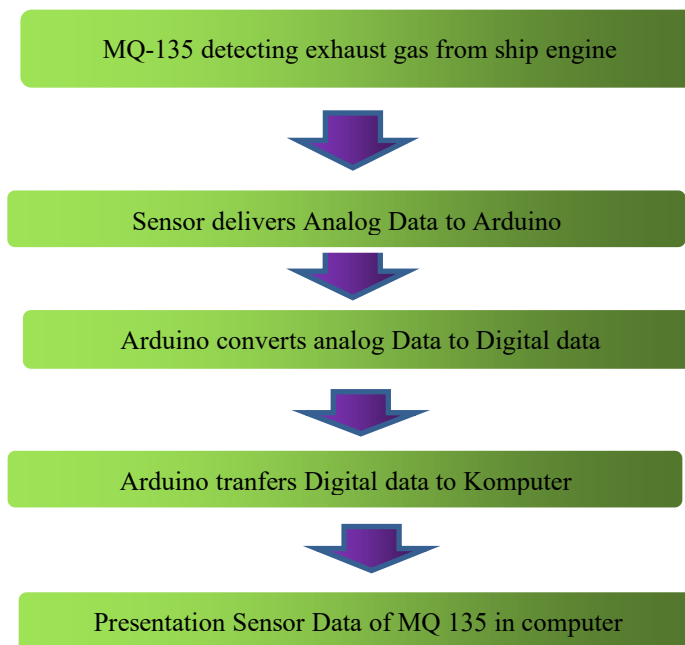 MQ-135 detecting exhaust gas from ship engine
Sensor delivers Analog Data to Arduino
Arduino converts analog Data to Digital data
Arduino tranfers Digital data to Komputer
Presentation Sensor Data of MQ 135 in computer